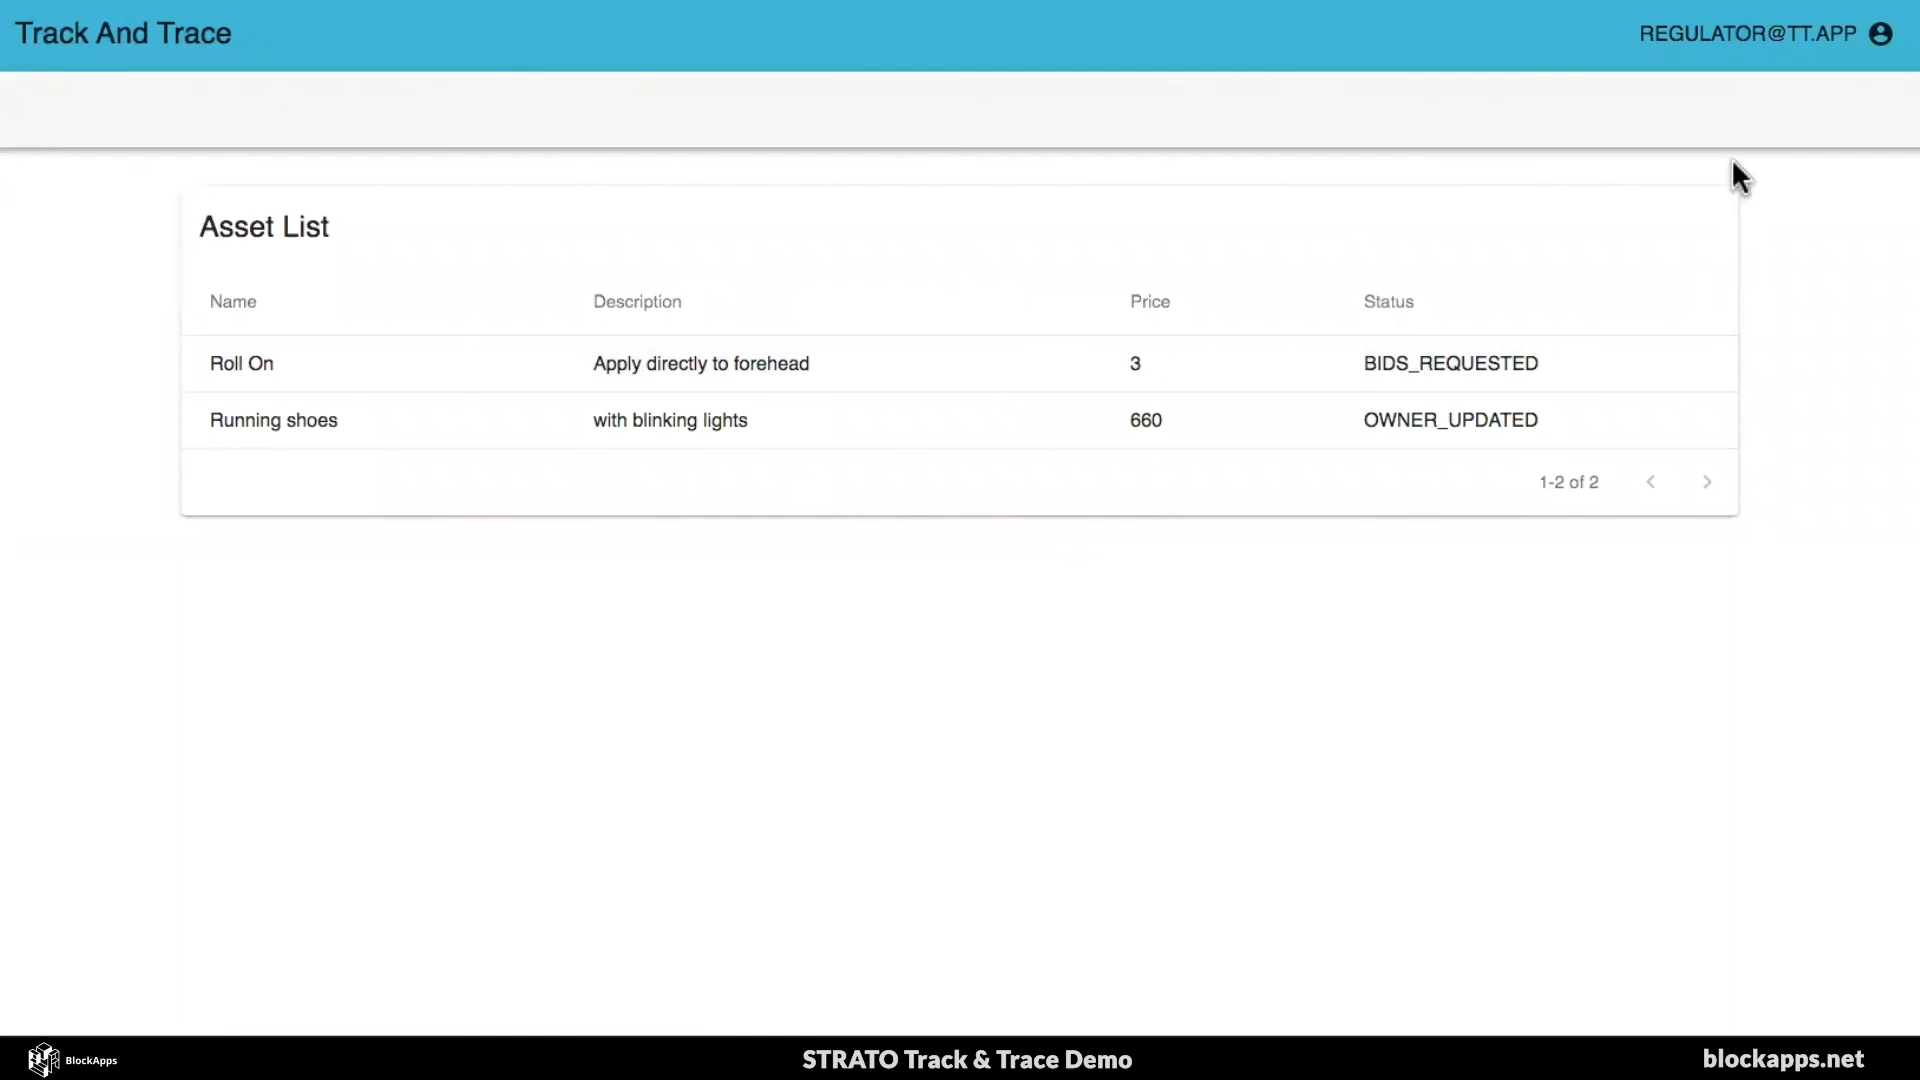 Track And Trace
REGULATOR@TT.APP
Asset List
Name Description Price Status
Roll On Apply directly to forehead 3 BIDS_REQUESTED
Running shoes with blinking lights 660 OWNER_UPDATED
1-2 of 2
BlockApps
STRATO Track & Trace Demo
blockapps.net